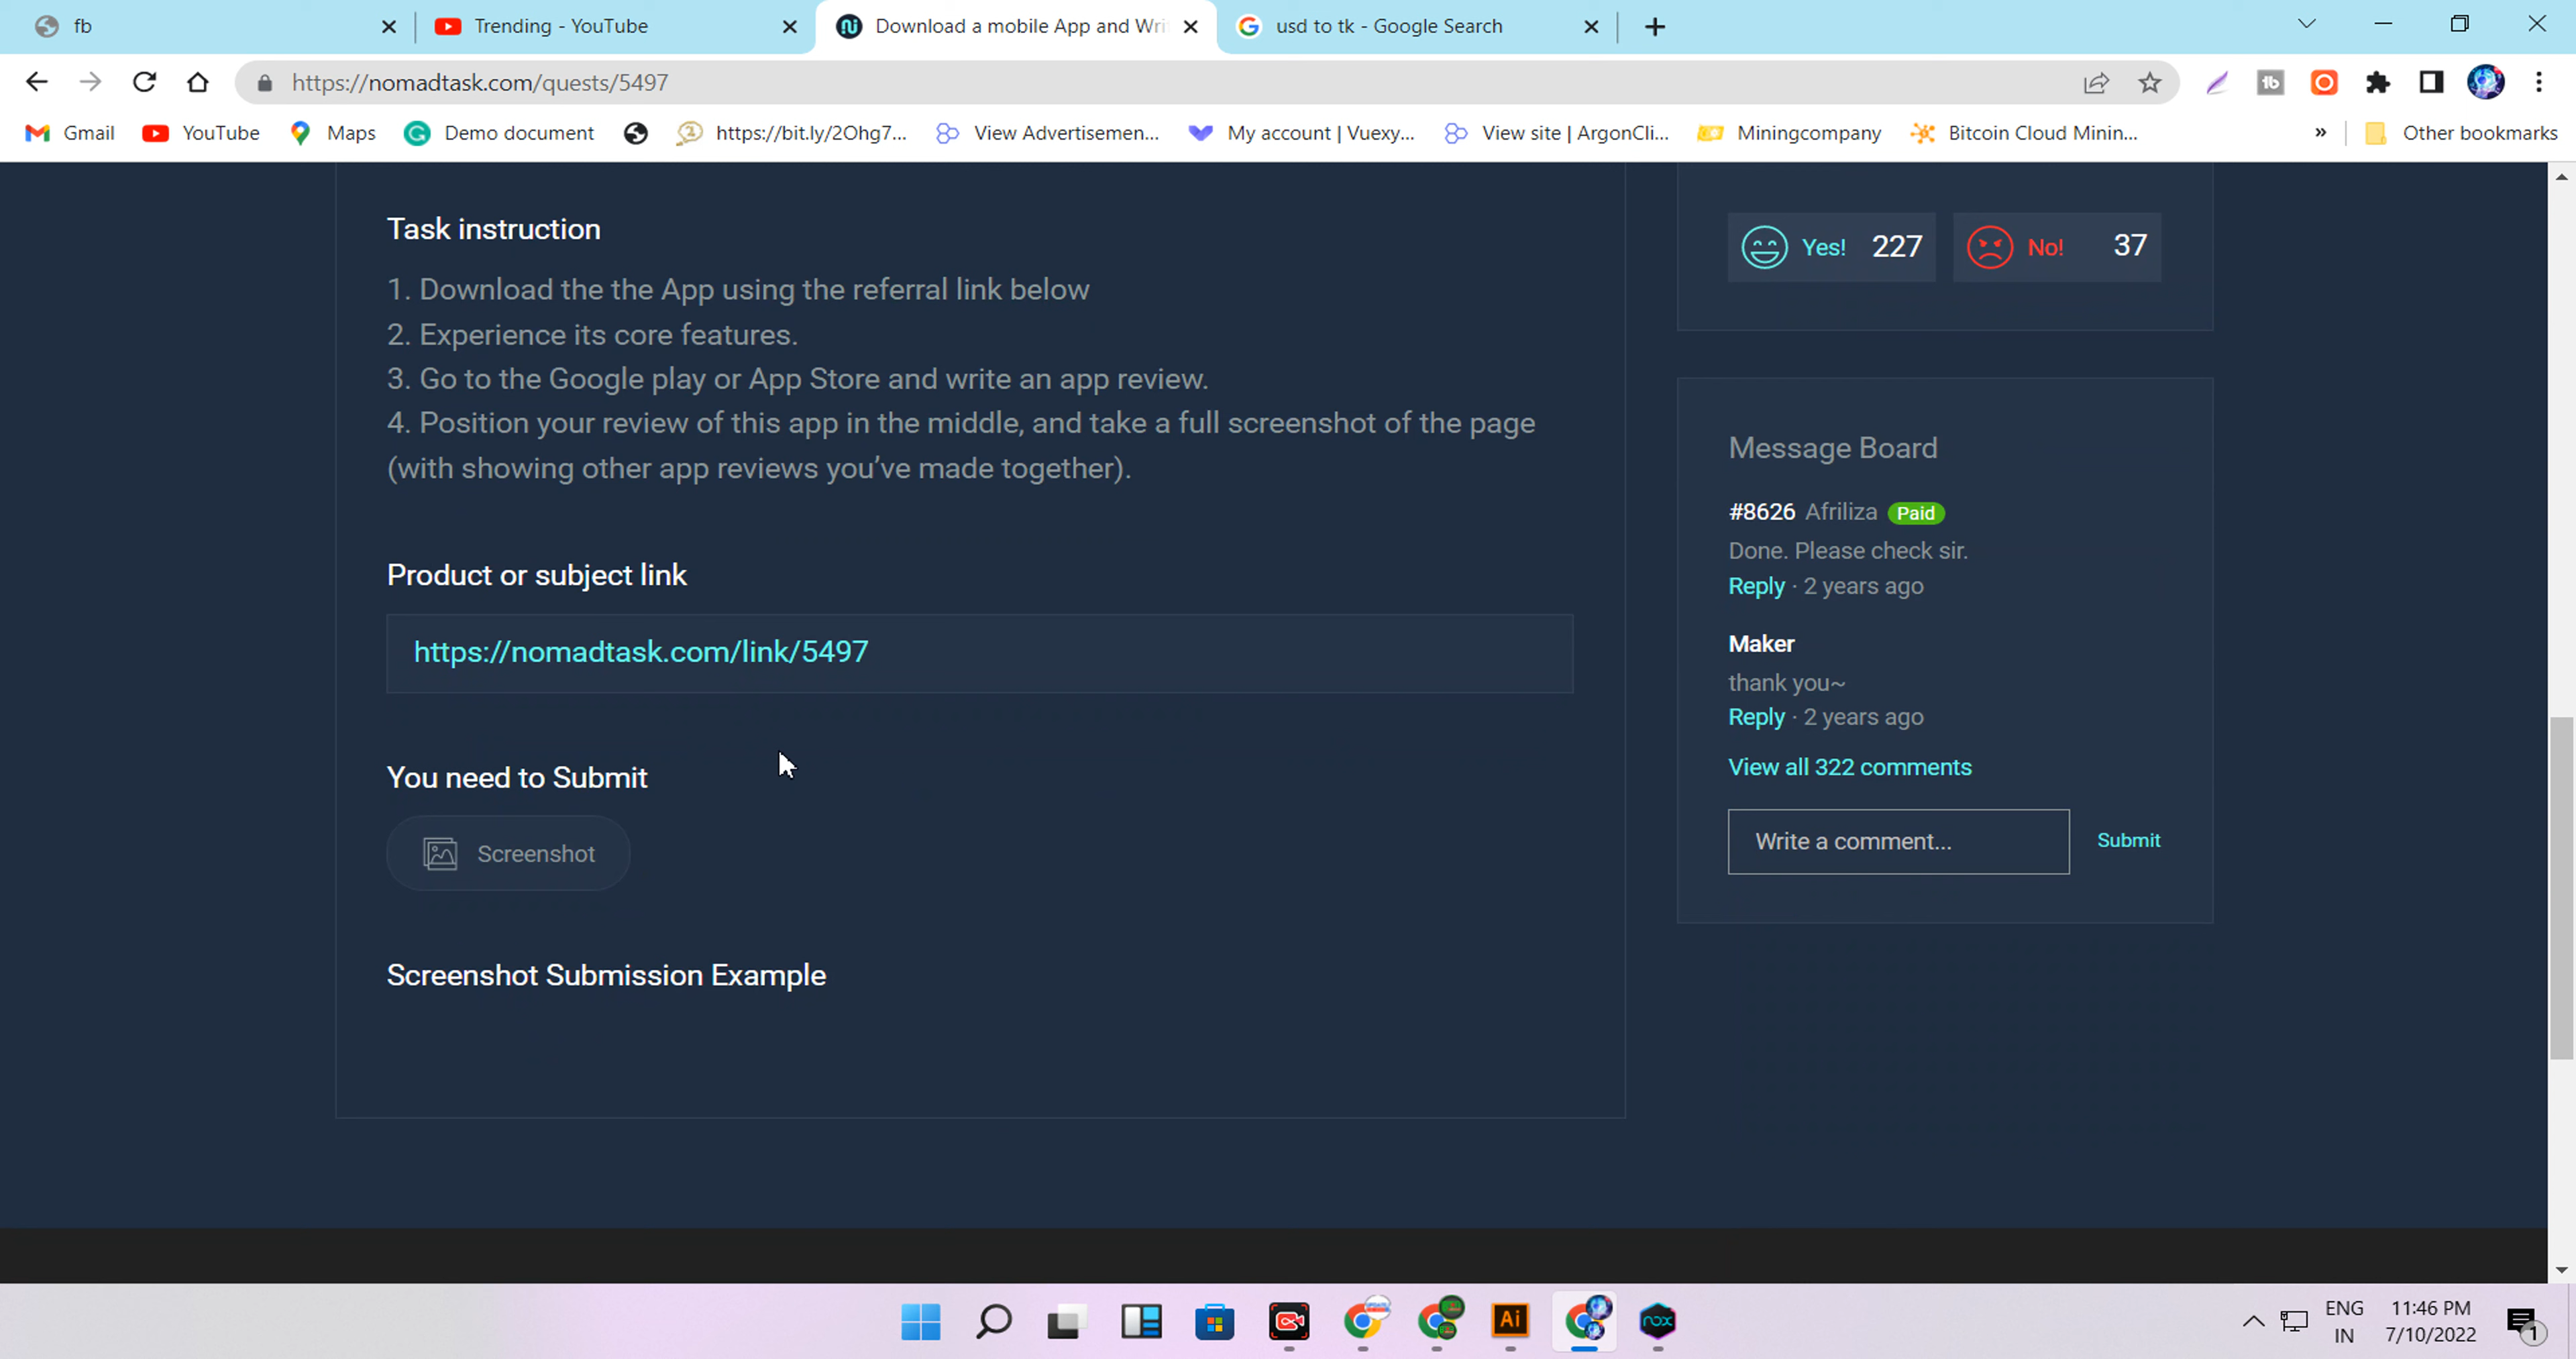 fb
Trending - YouTube
Download a mobile App and Wri
usd to tk - Google Search
https://nomadtask.com/quests/5497
Gmail
YouTube
Maps
Demo document
https://bit.ly/2Ohg7...
View Advertisemen...
My account | Vuexy...
View site | ArgonCli...
Miningcompany
Bitcoin Cloud Minin...
»
Other bookmarks
Task instruction
1. Download the the App using the referral link below
2. Experience its core features.
3. Go to the Google play or App Store and write an app review.
4. Position your review of this app in the middle, and take a full screenshot of the page
(with showing other app reviews you've made together).
Product or subject link
https://nomadtask.com/link/5497
You need to Submit
Screenshot
Screenshot Submission Example
Yes! 227
No! 37
Message Board
#8626 Afriliza Paid
Done. Please check sir.
Reply · 2 years ago
Maker
thank you~
Reply · 2 years ago
View all 322 comments
Write a comment...
Submit
Ai
nox
ENG
IN
11:46 PM
7/10/2022
1